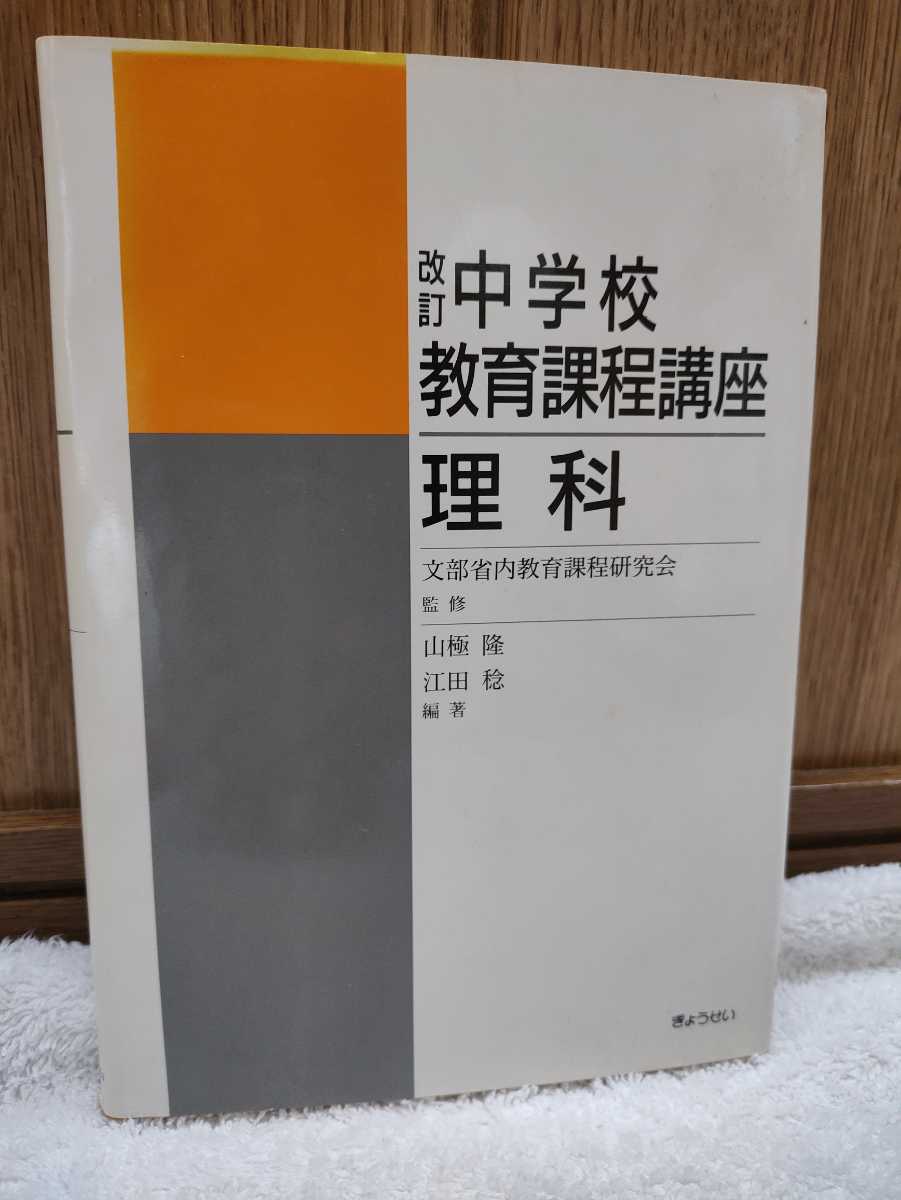 改訂 中学校
教育課程講座
理科
文部省内教育課程研究会
監修
山極 隆
江田 稔
編著
ぎょうせい